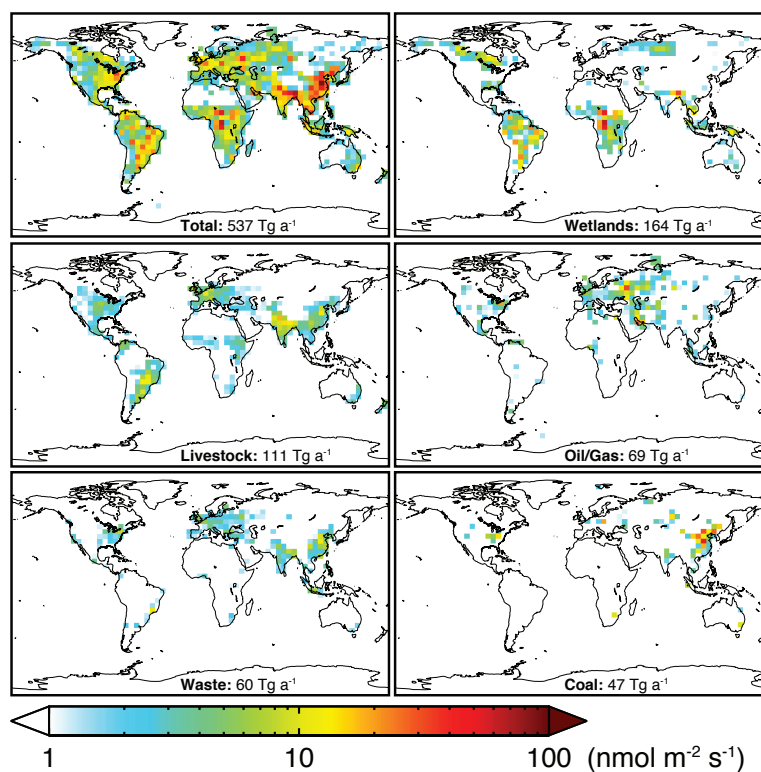 Total: 537 Tg a⁻¹
Wetlands: 164 Tg a⁻¹
Livestock: 111 Tg a⁻¹
Oil/Gas: 69 Tg a⁻¹
Waste: 60 Tg a⁻¹
Coal: 47 Tg a⁻¹
1 10 100 (nmol m⁻² s⁻¹)